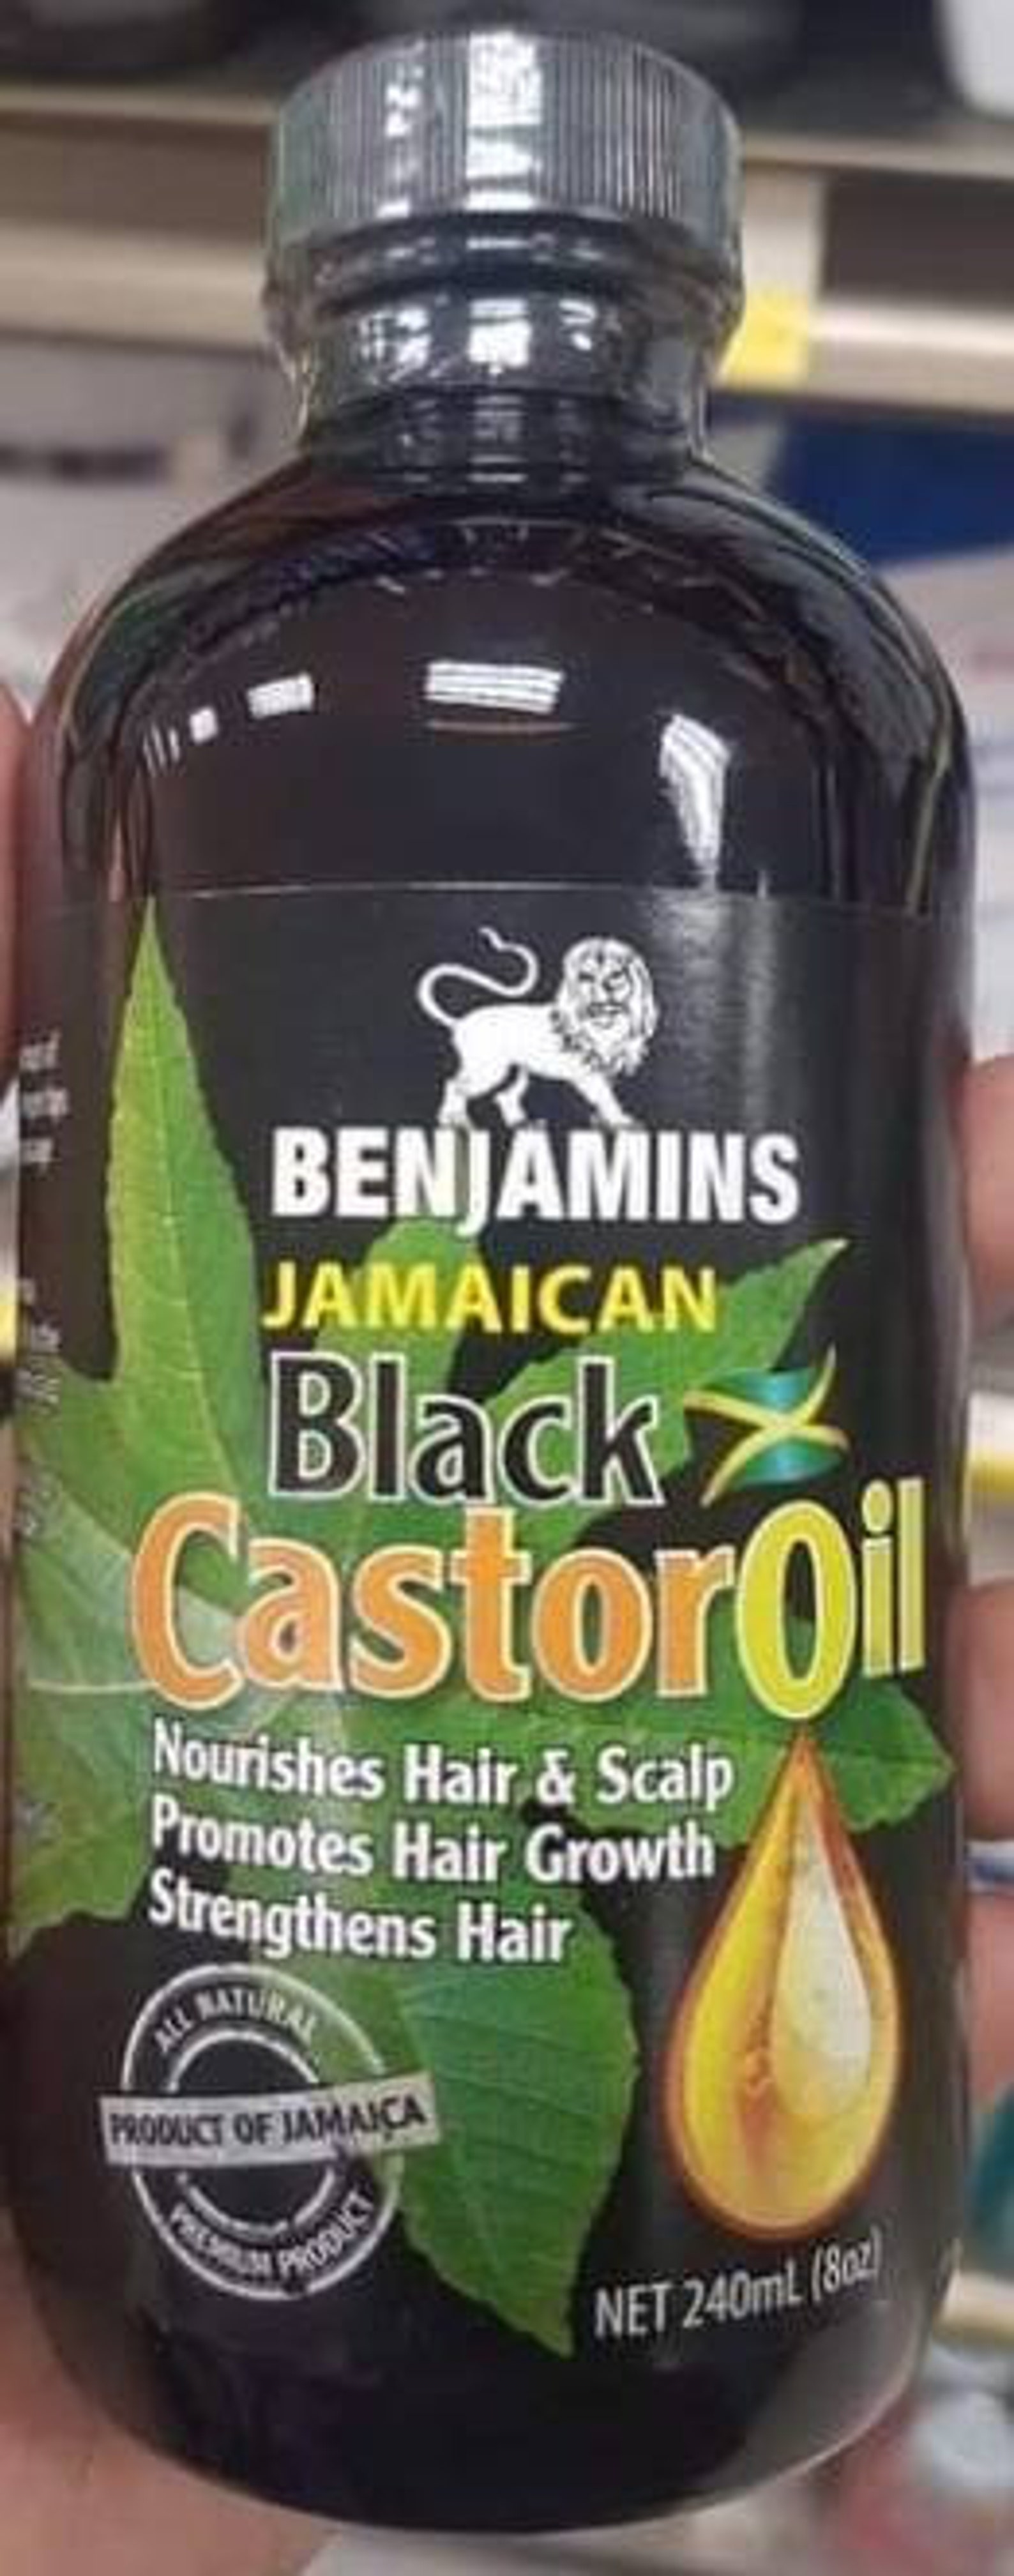 BENJAMINS
JAMAICAN
Black
CastorOil
Nourishes Hair & Scalp
Promotes Hair Growth
Strengthens Hair
ALL NATURAL
PRODUCT OF JAMAICA
PREMIUM PRODUCT
NET 240mL (8oz)